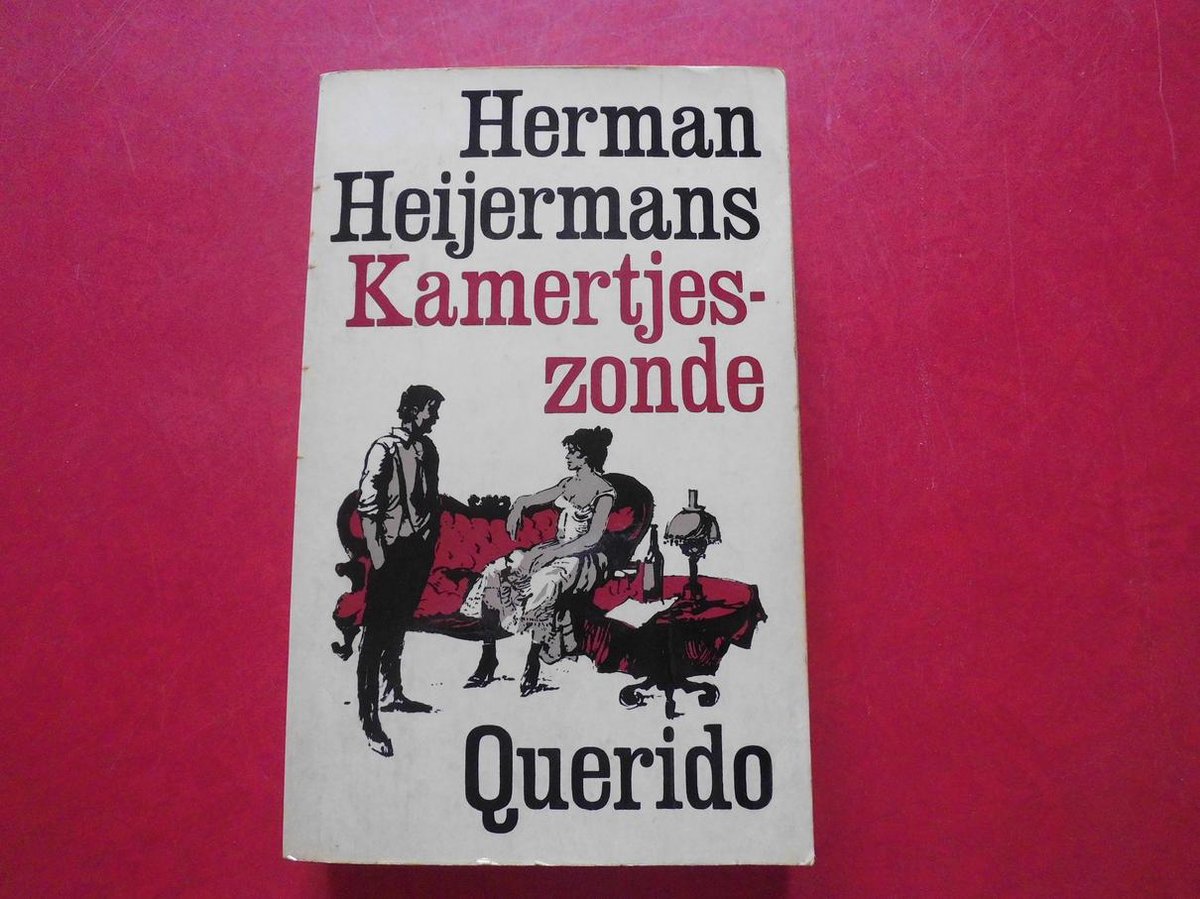 Herman
Heijermans
Kamertjes-
zonde
Querido